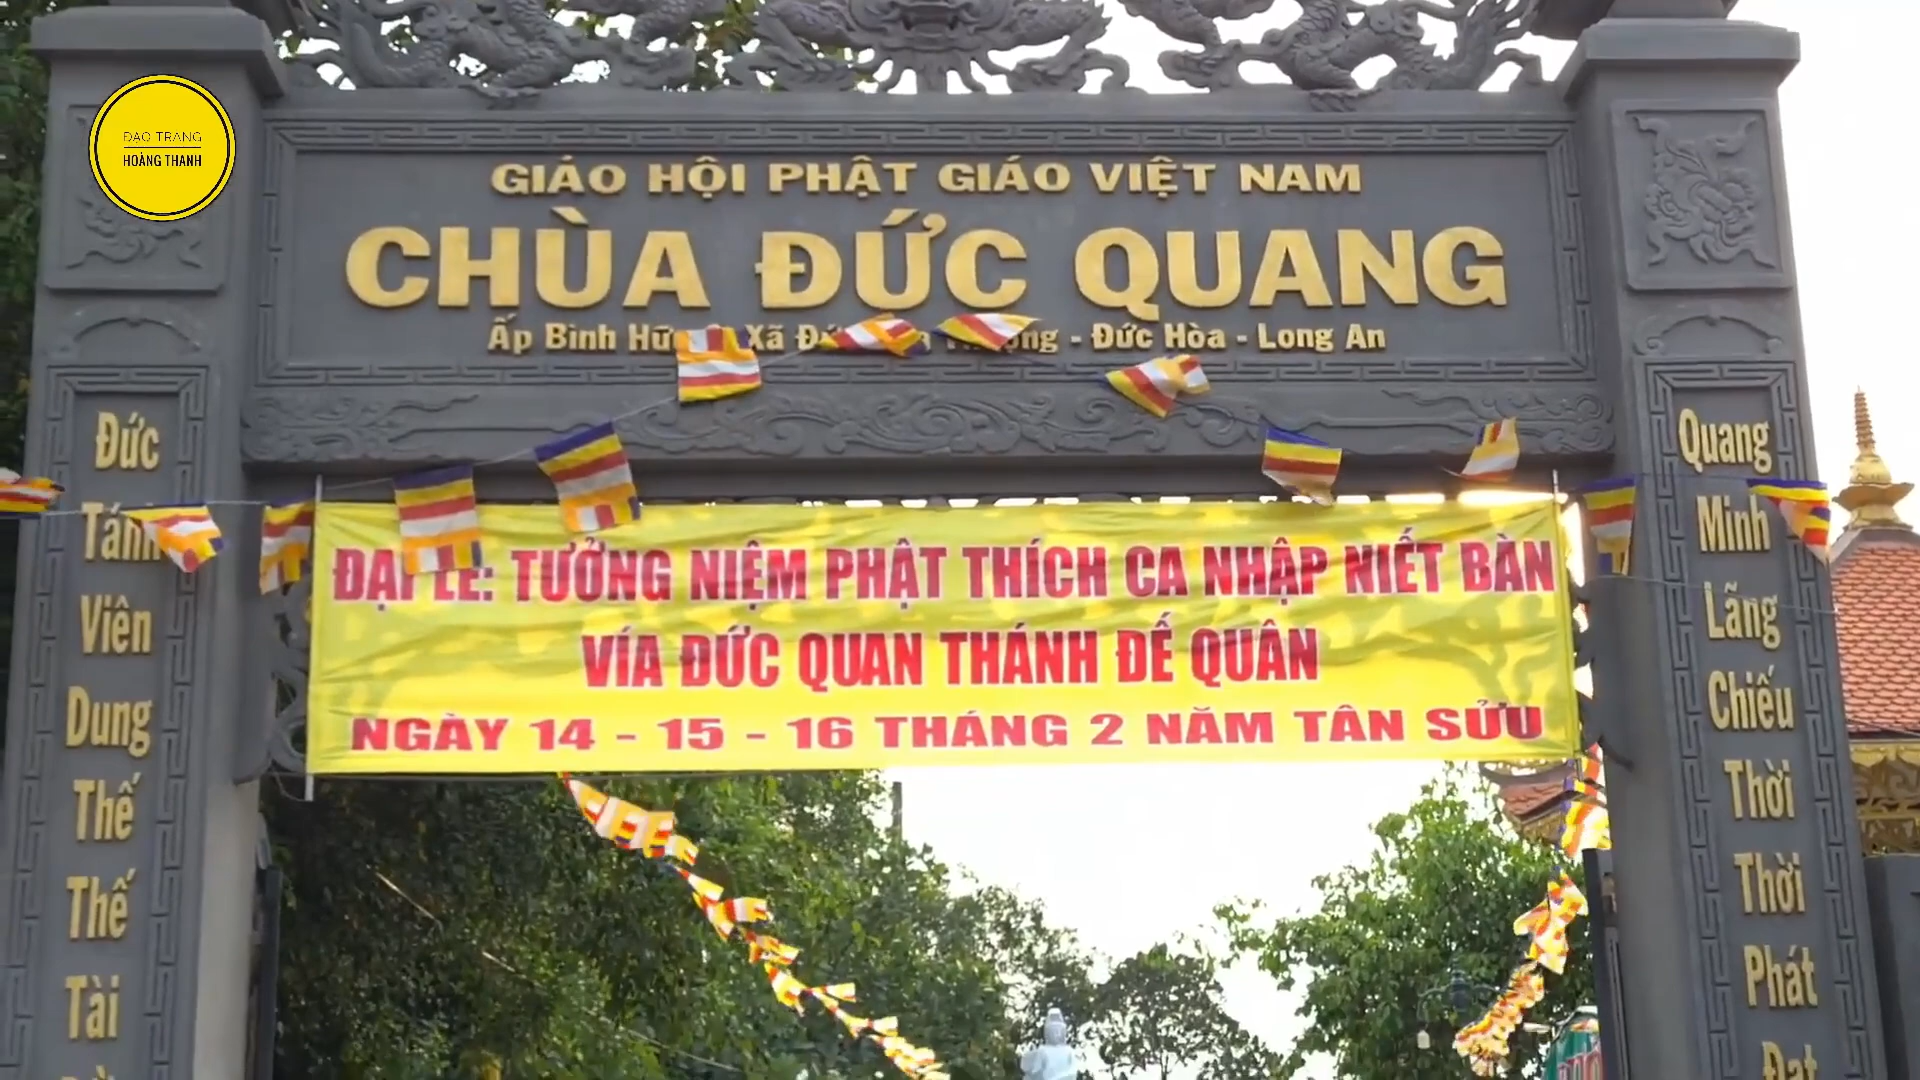 ĐẠO TRANG
HOÀNG THANH
GIÁO HỘI PHẬT GIÁO VIỆT NAM
CHÙA ĐỨC QUANG
Ấp Bình Xã - Đức Hòa - Long An
Đức
Tánh
Viên
Dung
Thế
Thế
Tài
ĐẠI LỄ: TƯỞNG NIỆM PHẬT THÍCH CA NHẬP NIẾT BÀN
VÍA ĐỨC QUAN THÁNH ĐẾ QUÂN
NGÀY 14 - 15 - 16 THÁNG 2 NĂM TÂN SỬU
Quang
Minh
Lãng
Chiếu
Thời
Thời
Phát
Đạt